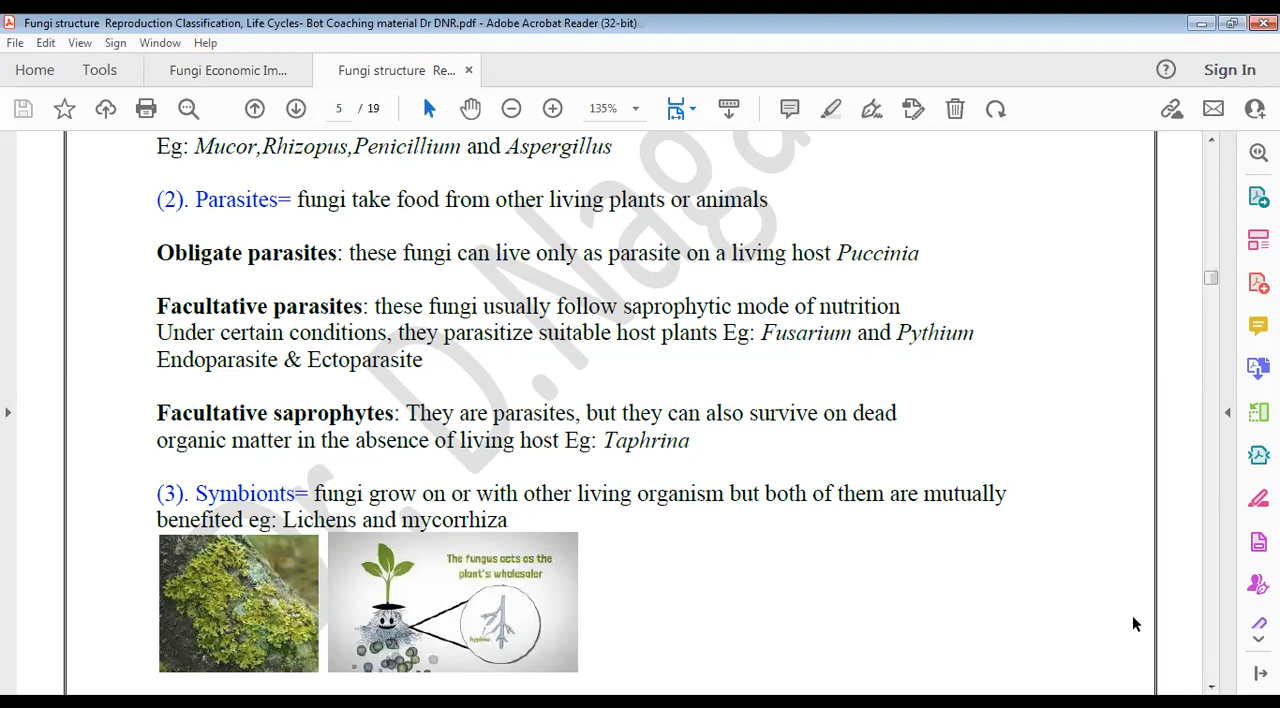 Fungi structure  Reproduction Classification, Life Cycles- Bot Coaching material Dr DNR.pdf - Adobe Acrobat Reader (32-bit)
File Edit View Sign Window Help
Home Tools Fungi Economic Im... Fungi structure Re... ×
5 / 19 135%
Sign In
Eg: Mucor,Rhizopus,Penicillium and Aspergillus
(2). Parasites= fungi take food from other living plants or animals
Obligate parasites: these fungi can live only as parasite on a living host Puccinia
Facultative parasites: these fungi usually follow saprophytic mode of nutrition
Under certain conditions, they parasitize suitable host plants Eg: Fusarium and Pythium
Endoparasite & Ectoparasite
Facultative saprophytes: They are parasites, but they can also survive on dead
organic matter in the absence of living host Eg: Taphrina
(3). Symbionts= fungi grow on or with other living organism but both of them are mutually
benefited eg: Lichens and mycorrhiza
The fungus acts as the
plant's wholesaler
hyphae
Dr. D.Naga